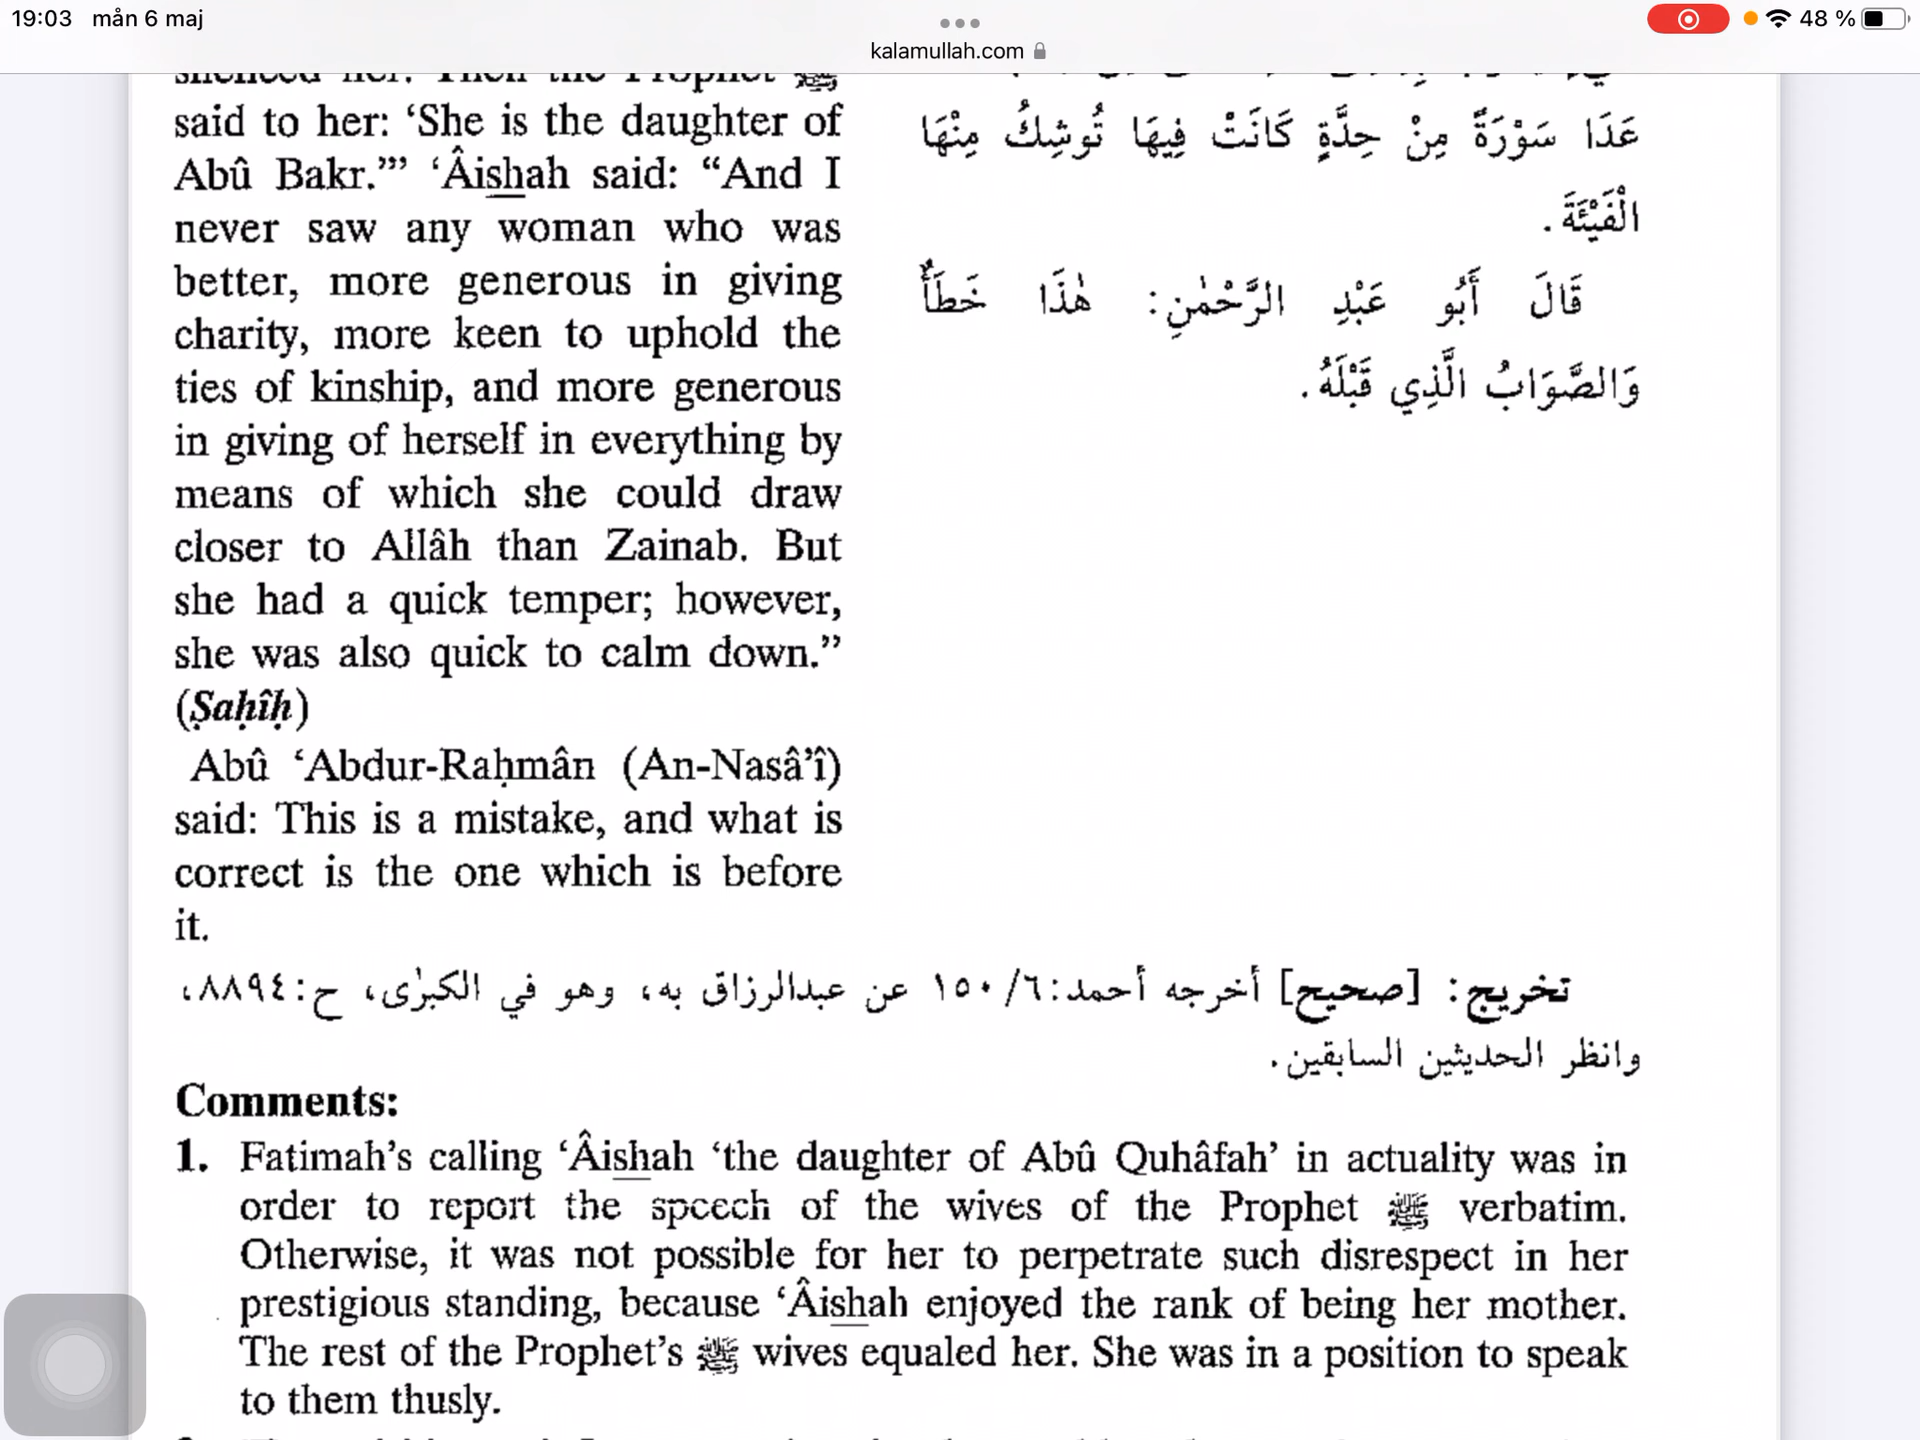 19:03 mån 6 maj
48 %
kalamullah.com
silenced her. Then the Prophet ﷺ
said to her: ‘She is the daughter of
Abû Bakr.”’ ‘Âishah said: “And I
never saw any woman who was
better, more generous in giving
charity, more keen to uphold the
ties of kinship, and more generous
in giving of herself in everything by
means of which she could draw
closer to Allâh than Zainab. But
she had a quick temper; however,
she was also quick to calm down.”
(Ṣaḥîḥ)
Abû ‘Abdur-Raḥmân (An-Nasâ’î)
said: This is a mistake, and what is
correct is the one which is before
it.
عَدَا سَوْرَةً مِنْ حِدَّةٍ كَانَتْ فِيهَا تُوشِكُ مِنْهَا
الْفَيْئَةَ.
قَالَ أَبُو عَبْدِ الرَّحْمٰنِ: هٰذَا خَطَأٌ
وَالصَّوَابُ الَّذِي قَبْلَهُ.
تخريج: [صحيح] أخرجه أحمد:٦/ ١٥٠ عن عبدالرزاق به، وهو في الكبرٰى، ح:٨٨٩٤،
وانظر الحديثين السابقين.
Comments:
1. Fatimah’s calling ‘Âishah ‘the daughter of Abû Quhâfah’ in actuality was in
order to report the speech of the wives of the Prophet ﷺ verbatim.
Otherwise, it was not possible for her to perpetrate such disrespect in her
prestigious standing, because ‘Âishah enjoyed the rank of being her mother.
The rest of the Prophet’s ﷺ wives equaled her. She was in a position to speak
to them thusly.